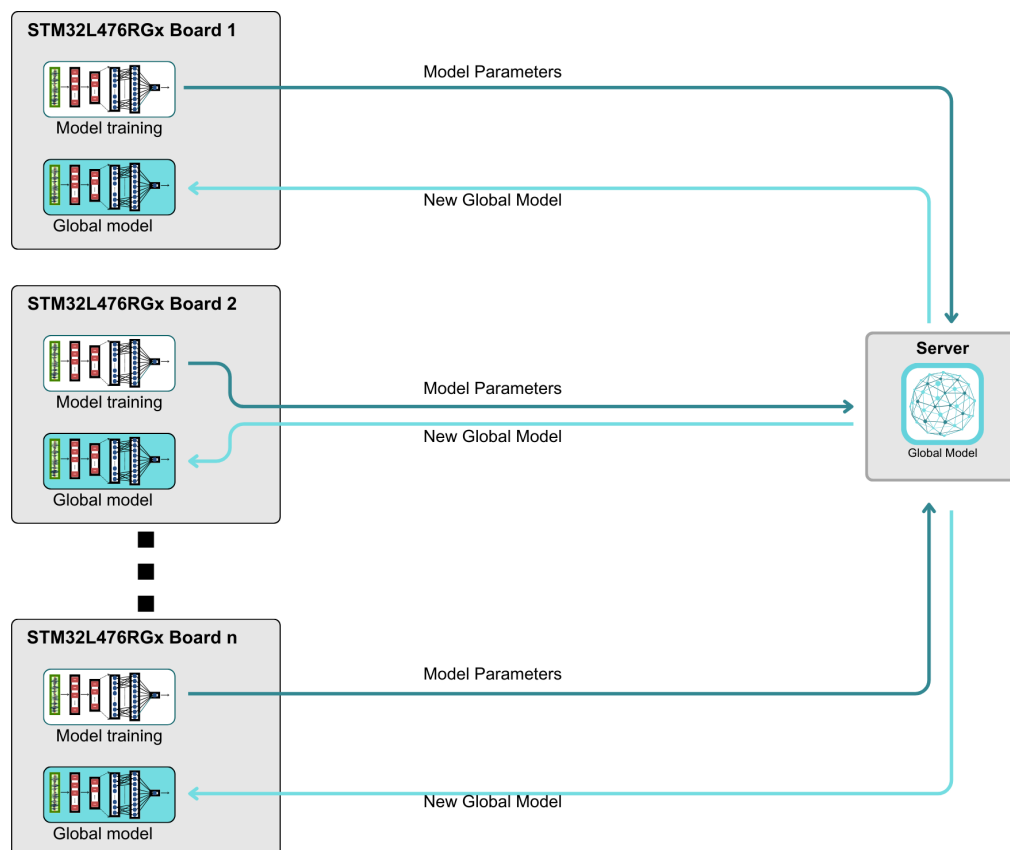 STM32L476RGx Board 1
Model training
Global model
Model Parameters
New Global Model
STM32L476RGx Board 2
Model training
Global model
Model Parameters
New Global Model
Server
Global Model
STM32L476RGx Board n
Model training
Global model
Model Parameters
New Global Model